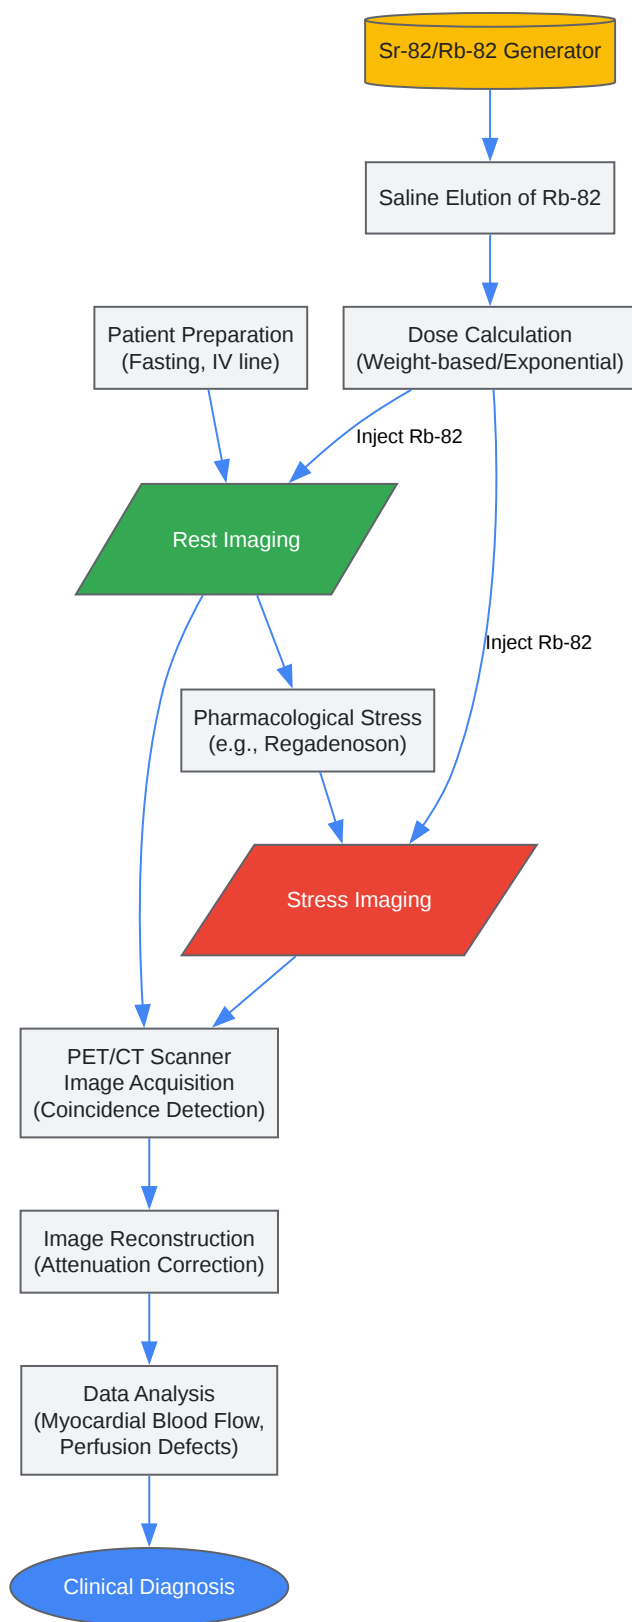 Sr-82/Rb-82 Generator
Saline Elution of Rb-82
Patient Preparation
(Fasting, IV line)
Dose Calculation
(Weight-based/Exponential)
Inject Rb-82
Rest Imaging
Inject Rb-82
Pharmacological Stress
(e.g., Regadenoson)
Stress Imaging
PET/CT Scanner
Image Acquisition
(Coincidence Detection)
Image Reconstruction
(Attenuation Correction)
Data Analysis
(Myocardial Blood Flow,
Perfusion Defects)
Clinical Diagnosis